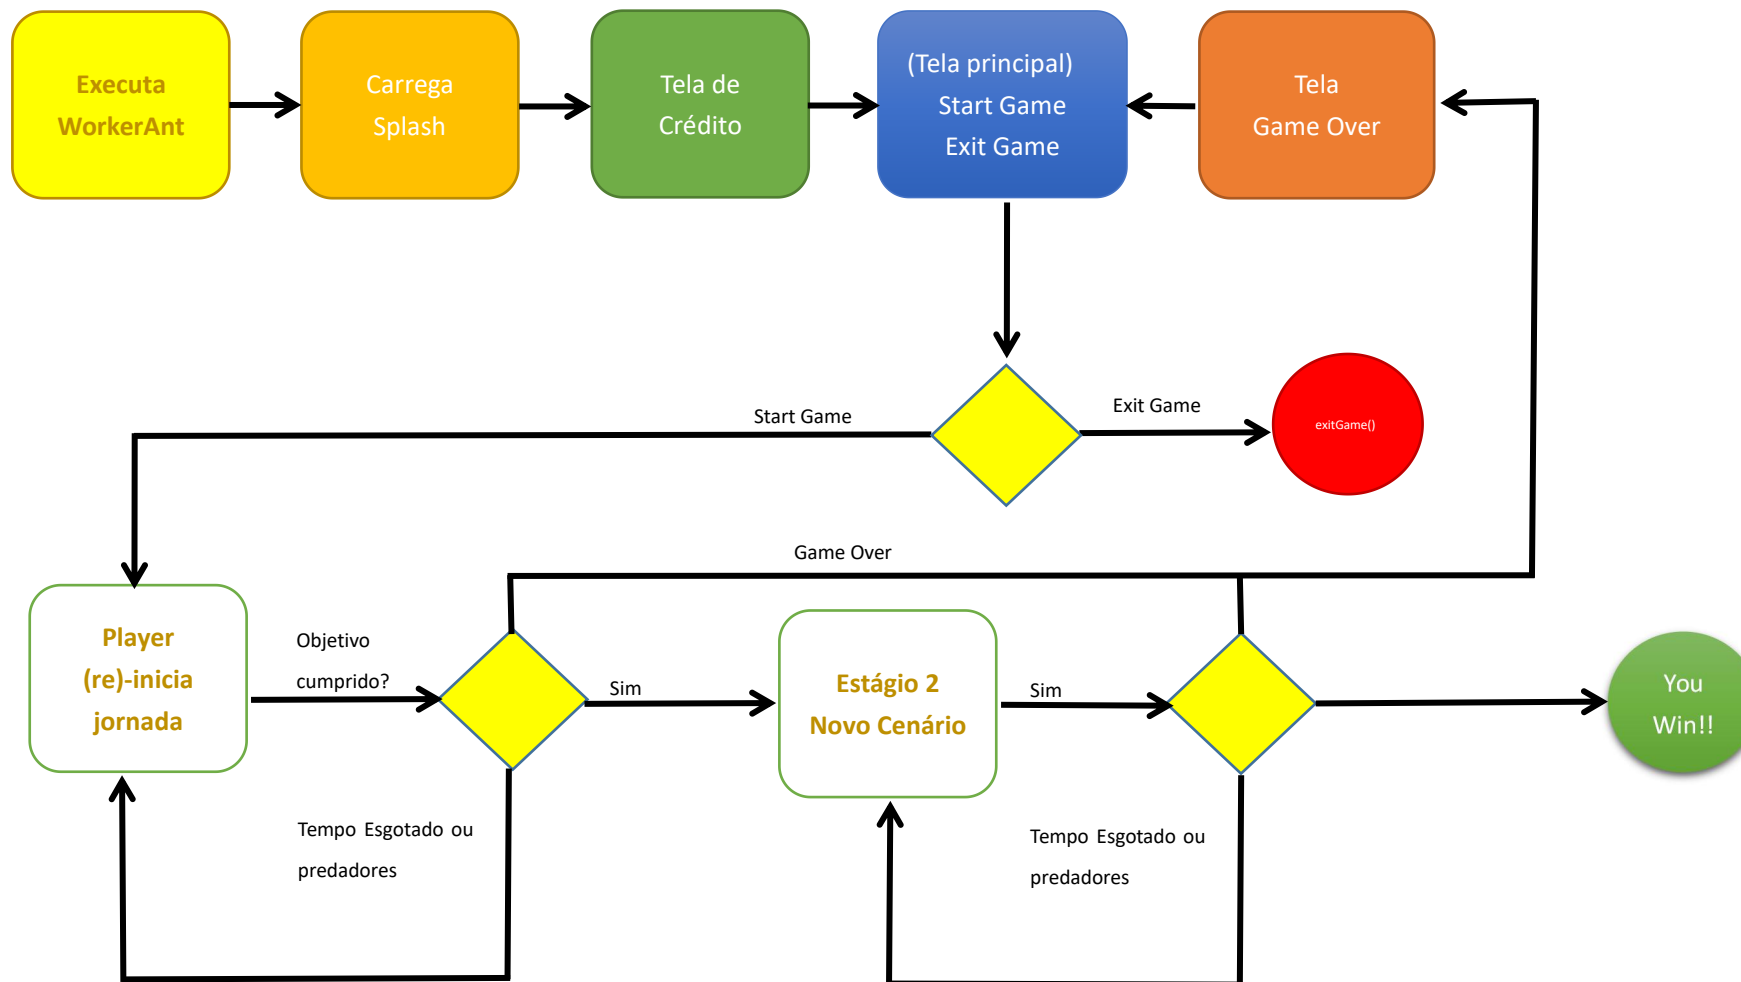 Executa
WorkerAnt
Carrega
Splash
Tela de
Crédito
(Tela principal)
Start Game
Exit Game
Tela
Game Over
Start Game
Exit Game
exitGame()
Game Over
Player
(re)-inicia
jornada
Objetivo
cumprido?
Sim
Estágio 2
Novo Cenário
Sim
You
Win!!
Tempo Esgotado ou
predadores
Tempo Esgotado ou
predadores